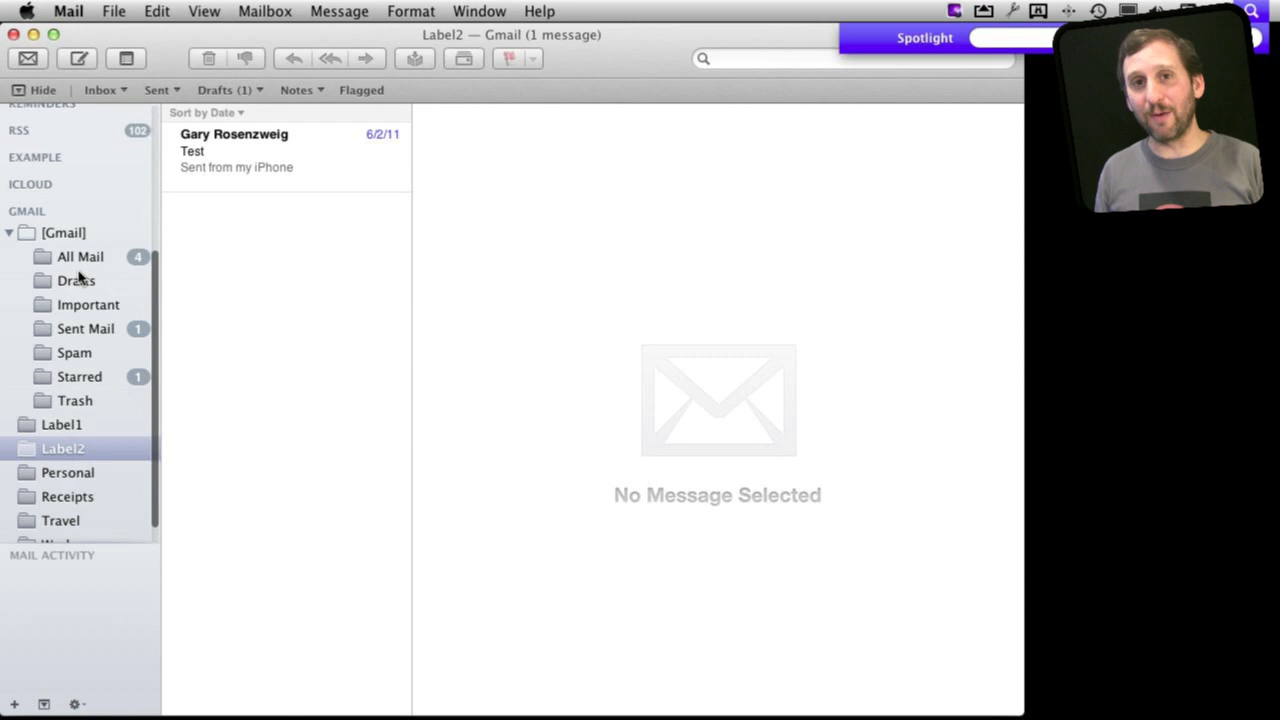 Mail File Edit View Mailbox Message Format Window Help
Label2 — Gmail (1 message)
Spotlight
Hide Inbox Sent Drafts (1) Notes Flagged
REMINDERS
RSS 102
EXAMPLE
ICLOUD
GMAIL
[Gmail]
All Mail 4
Drafts
Important
Sent Mail 1
Spam
Starred 1
Trash
Label1
Label2
Personal
Receipts
Travel
MAIL ACTIVITY
Sort by Date
Gary Rosenzweig 6/2/11
Test
Sent from my iPhone
No Message Selected